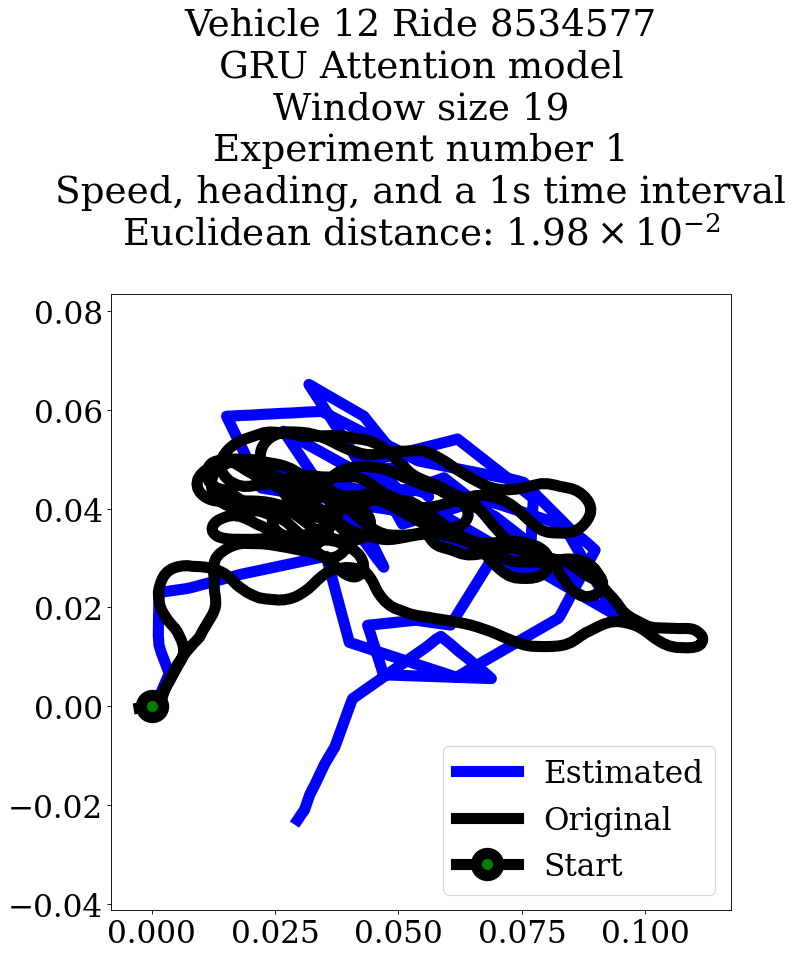 Vehicle 12 Ride 8534577
GRU Attention model
Window size 19
Experiment number 1
Speed, heading, and a 1s time interval
Euclidean distance: 1.98 × 10⁻²
0.08
0.06
0.04
0.02
0.00
−0.02
−0.04
Estimated
Original
Start
0.000 0.025 0.050 0.075 0.100